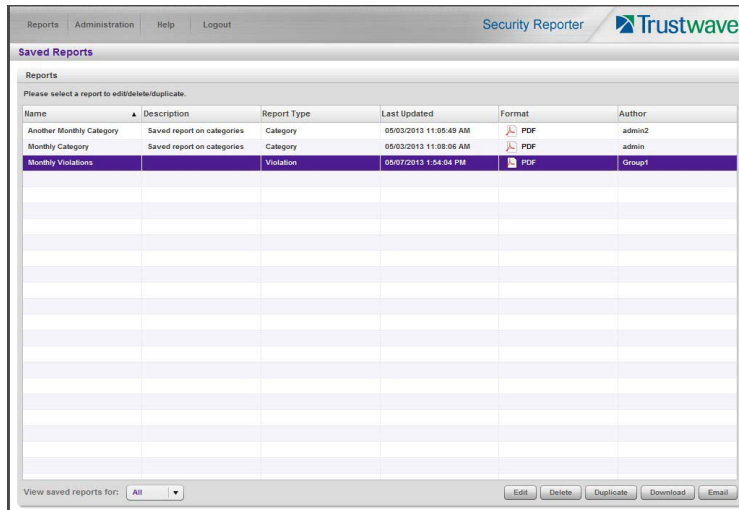 Reports Administration Help Logout Security Reporter Trustwave
Saved Reports
Reports
Please select a report to edit/delete/duplicate.
Name ▲ Description Report Type Last Updated Format Author
Another Monthly Category Saved report on categories Category 05/03/2013 11:05:49 AM PDF admin2
Monthly Category Saved report on categories Category 05/03/2013 11:08:06 AM PDF admin
Monthly Violations Violation 05/07/2013 1:54:04 PM PDF Group1
View saved reports for: All ▼ Edit Delete Duplicate Download Email